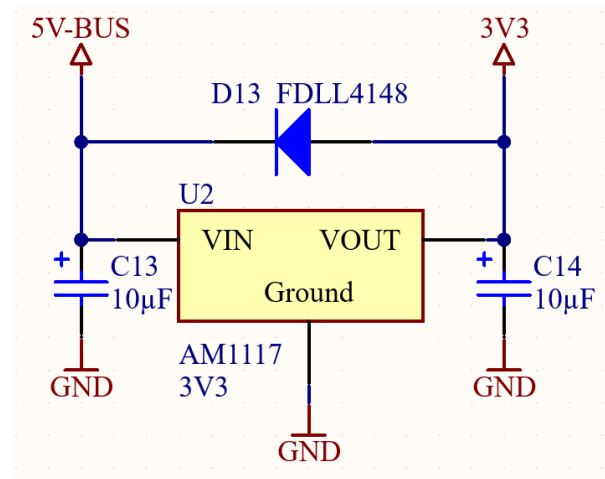 5V-BUS
3V3
D13 FDLL4148
U2
VIN
VOUT
Ground
+
C13
10µF
+
C14
10µF
AM1117
3V3
GND
GND
GND